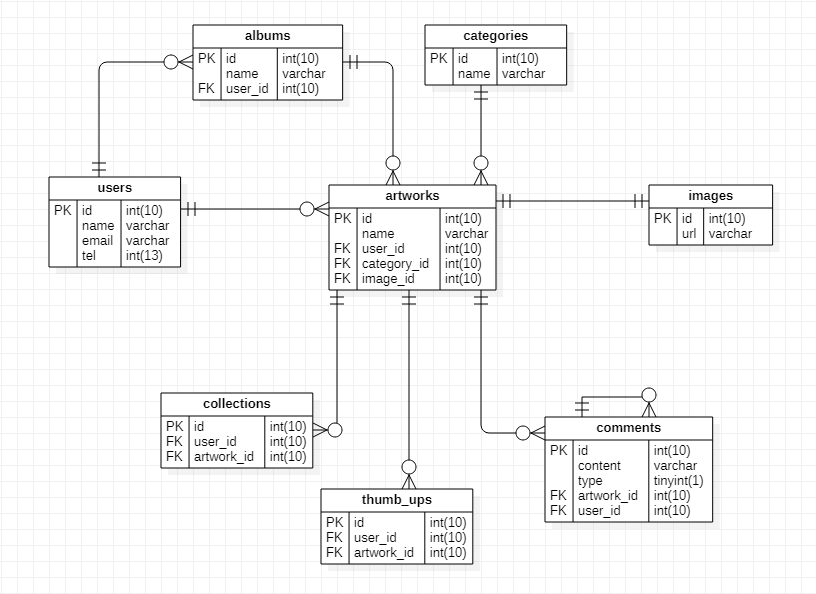 albums
PK id int(10)
name varchar
FK user_id int(10)
categories
PK id int(10)
name varchar
users
PK id int(10)
name varchar
email varchar
tel int(13)
artworks
PK id int(10)
name varchar
FK user_id int(10)
FK category_id int(10)
FK image_id int(10)
images
PK id int(10)
url varchar
collections
PK id int(10)
FK user_id int(10)
FK artwork_id int(10)
thumb_ups
PK id int(10)
FK user_id int(10)
FK artwork_id int(10)
comments
PK id int(10)
content varchar
type tinyint(1)
FK artwork_id int(10)
FK user_id int(10)